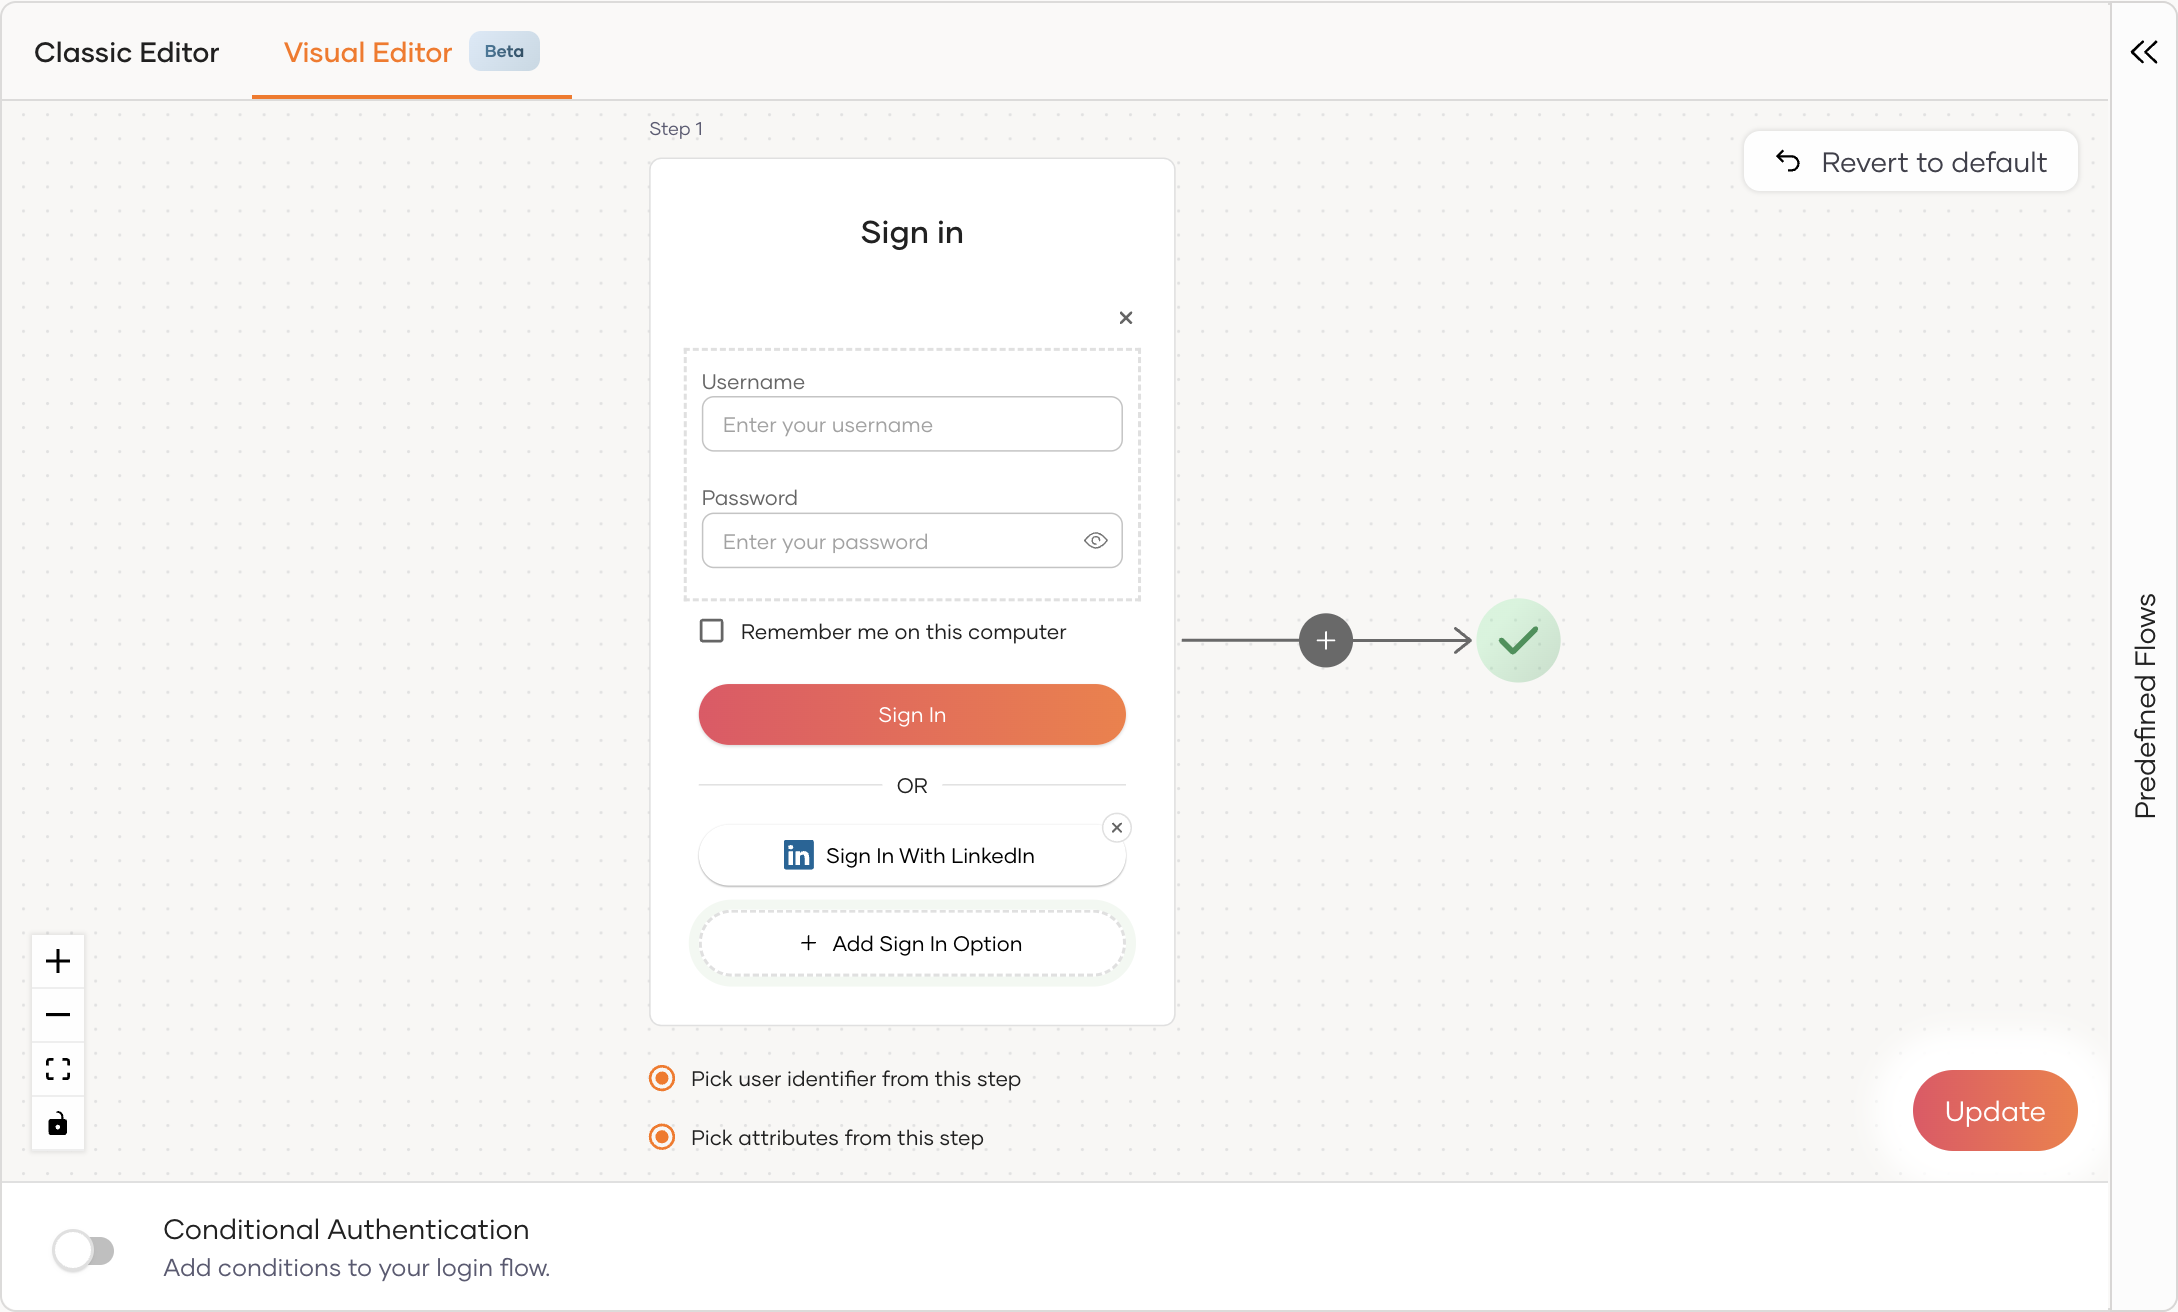 Classic Editor
Visual Editor
Beta
Step 1
Revert to default
Sign in
Username
Enter your username
Password
Enter your password
Remember me on this computer
Sign In
OR
in Sign In With LinkedIn
Add Sign In Option
Pick user identifier from this step
Pick attributes from this step
Update
Predefined Flows
Conditional Authentication
Add conditions to your login flow.